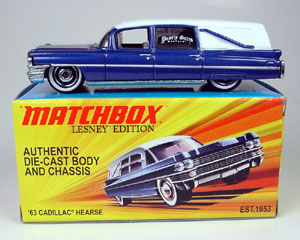 MATCHBOX
LESNEY EDITION
AUTHENTIC
DIE-CAST BODY
AND CHASSIS
'63 CADILLAC HEARSE
EST.1953